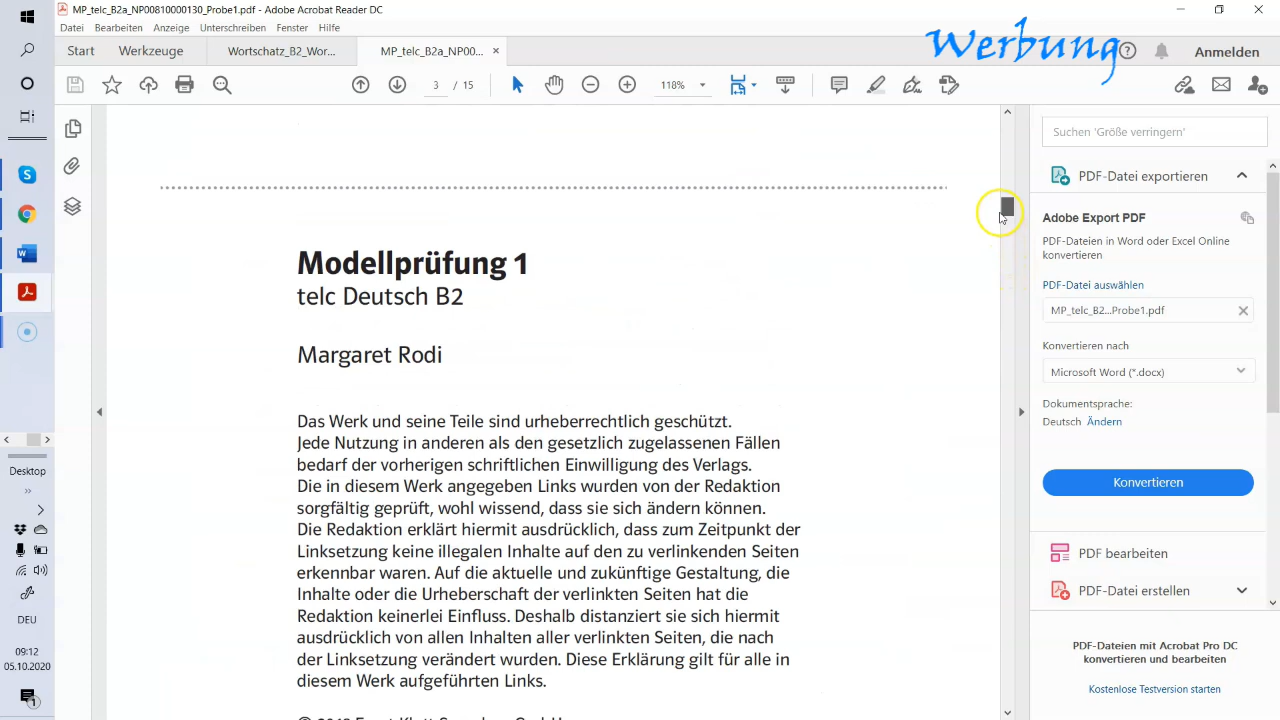 MP_telc_B2a_NP00810000130_Probe1.pdf - Adobe Acrobat Reader DC
Datei Bearbeiten Anzeige Unterschreiben Fenster Hilfe
Werbung
Start Werkzeuge Wortschatz_B2_Wor... MP_telc_B2a_NP00... × Anmelden
3 / 15 118%
Suchen 'Größe verringern'
PDF-Datei exportieren
Modellprüfung 1
telc Deutsch B2
Margaret Rodi
Das Werk und seine Teile sind urheberrechtlich geschützt.
Jede Nutzung in anderen als den gesetzlich zugelassenen Fällen
bedarf der vorherigen schriftlichen Einwilligung des Verlags.
Die in diesem Werk angegeben Links wurden von der Redaktion
sorgfältig geprüft, wohl wissend, dass sie sich ändern können.
Die Redaktion erklärt hiermit ausdrücklich, dass zum Zeitpunkt der
Linksetzung keine illegalen Inhalte auf den zu verlinkenden Seiten
erkennbar waren. Auf die aktuelle und zukünftige Gestaltung, die
Inhalte oder die Urheberschaft der verlinkten Seiten hat die
Redaktion keinerlei Einfluss. Deshalb distanziert sie sich hiermit
ausdrücklich von allen Inhalten aller verlinkten Seiten, die nach
der Linksetzung verändert wurden. Diese Erklärung gilt für alle in
diesem Werk aufgeführten Links.
Adobe Export PDF
PDF-Dateien in Word oder Excel Online
konvertieren
PDF-Datei auswählen
MP_telc_B2...Probe1.pdf
Konvertieren nach
Microsoft Word (*.docx)
Dokumentsprache:
Deutsch Ändern
Konvertieren
PDF bearbeiten
PDF-Datei erstellen
PDF-Dateien mit Acrobat Pro DC
konvertieren und bearbeiten
Kostenlose Testversion starten
Desktop
DEU
09:12
05.10.2020
1